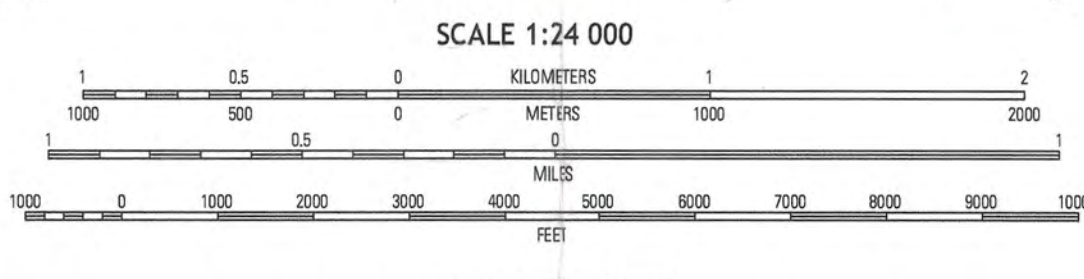 SCALE 1:24 000
1 0.5 0 KILOMETERS 1 2
1000 500 0 METERS 1000 2000
1 0.5 0 1
MILES
1000 0 1000 2000 3000 4000 5000 6000 7000 8000 9000 1000
FEET